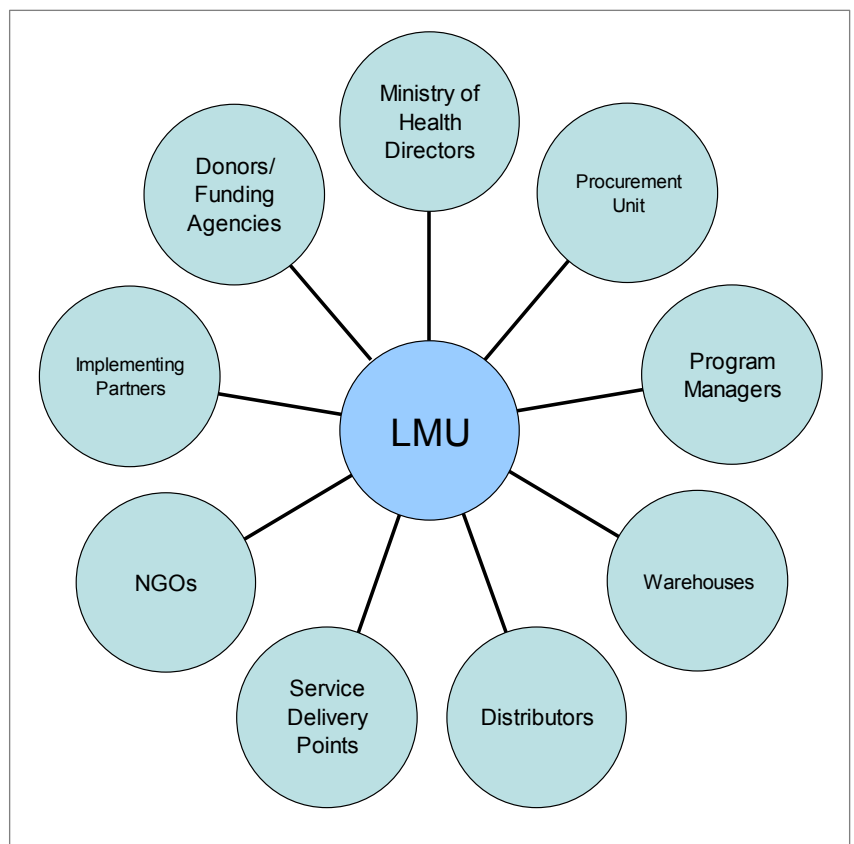 Ministry of
Health
Directors
Procurement
Unit
Program
Managers
Warehouses
Distributors
Service
Delivery
Points
NGOs
Implementing
Partners
Donors/
Funding
Agencies
LMU